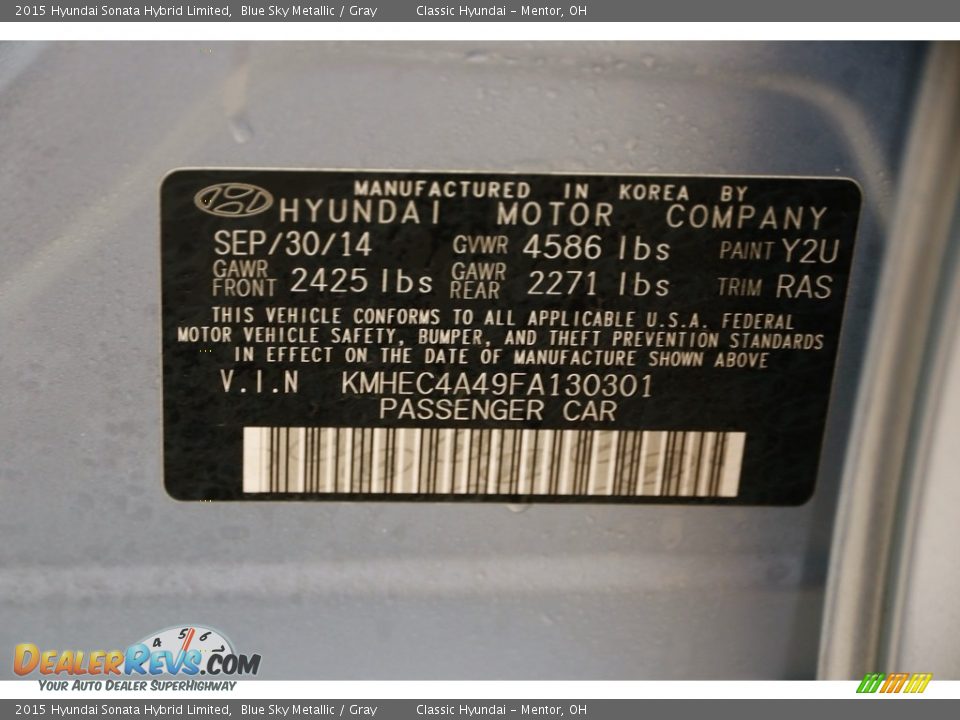 2015 Hyundai Sonata Hybrid Limited, Blue Sky Metallic / Gray Classic Hyundai - Mentor, OH
MANUFACTURED IN KOREA BY
HYUNDAI MOTOR COMPANY
SEP/30/14 GVWR 4586 lbs PAINT Y2U
GAWR FRONT 2425 lbs GAWR REAR 2271 lbs TRIM RAS
THIS VEHICLE CONFORMS TO ALL APPLICABLE U.S.A. FEDERAL
MOTOR VEHICLE SAFETY, BUMPER, AND THEFT PREVENTION STANDARDS
IN EFFECT ON THE DATE OF MANUFACTURE SHOWN ABOVE
V.I.N KMHEC4A49FA130301
PASSENGER CAR
4 5 6
DEALERREVS.COM
YOUR AUTO DEALER SUPERHIGHWAY
2015 Hyundai Sonata Hybrid Limited, Blue Sky Metallic / Gray Classic Hyundai - Mentor, OH